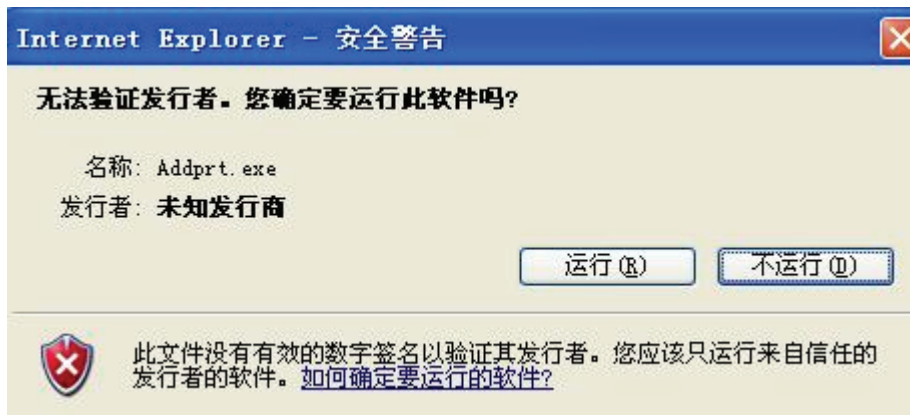 Internet Explorer - 安全警告
无法验证发行者。您确定要运行此软件吗?
名称: Addprt.exe
发行者: 未知发行商
运行(R) 不运行(D)
此文件没有有效的数字签名以验证其发行者。您应该只运行来自信任的
发行者的软件。如何确定要运行的软件?